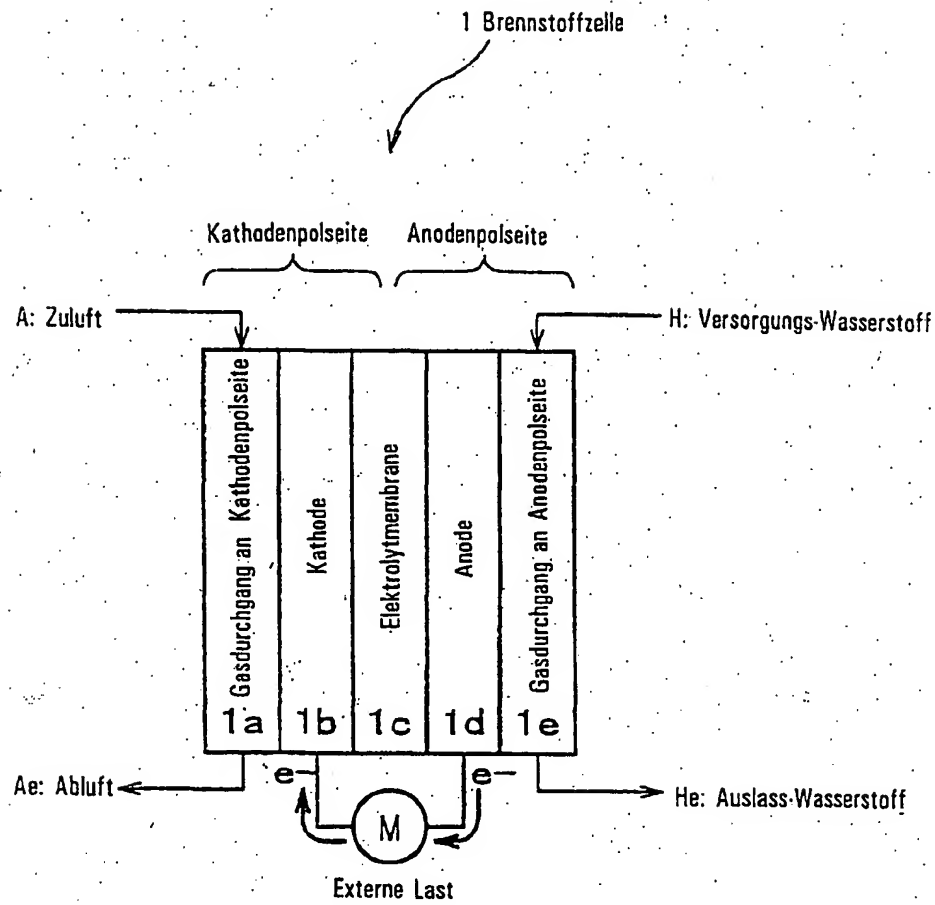 1 Brennstoffzelle
Kathodenpolseite
Anodenpolseite
A: Zuluft
H: Versorgungs-Wasserstoff
Gasdurchgang an Kathodenpolseite
Kathode
Elektrolytmembrane
Anode
Gasdurchgang an Anodenpolseite
1a
1b
1c
1d
1e
Ae: Abluft
e-
e-
He: Auslass-Wasserstoff
M
Externe Last